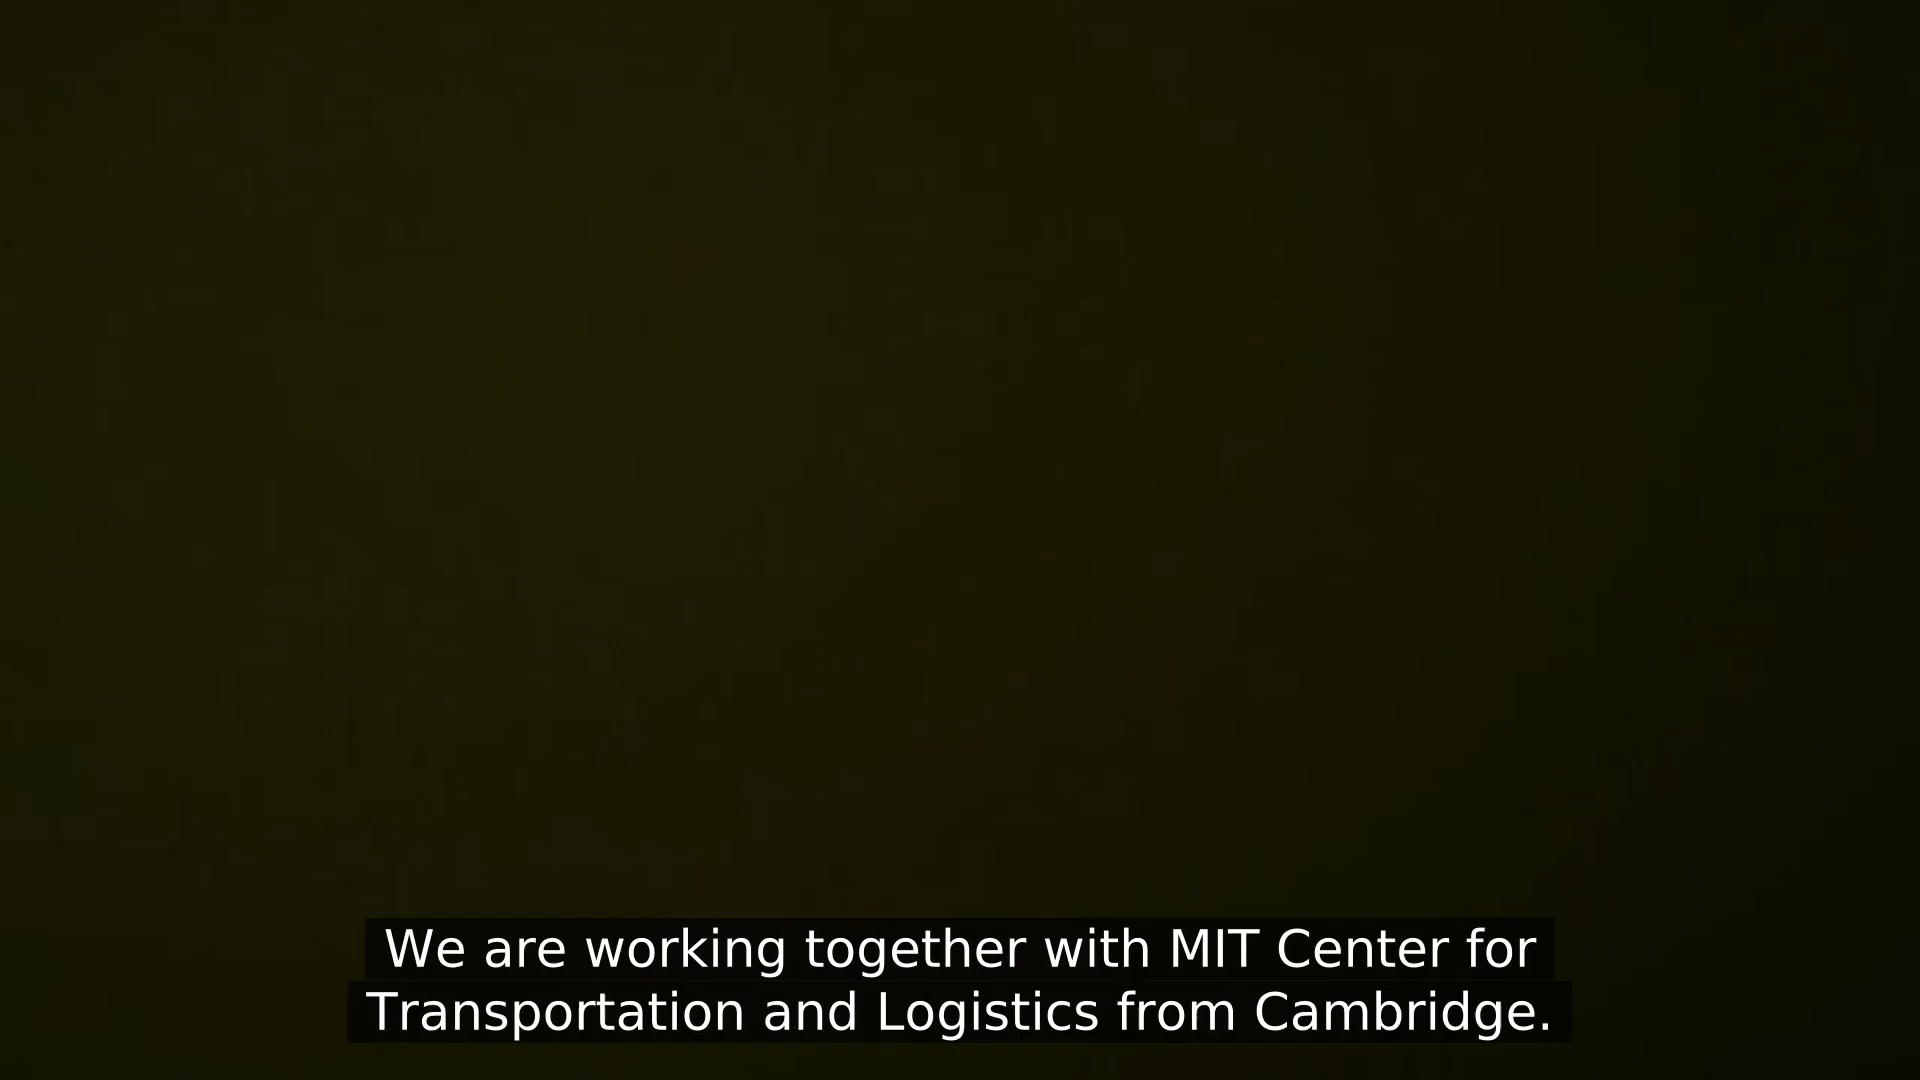 We are working together with MIT Center for
Transportation and Logistics from Cambridge.